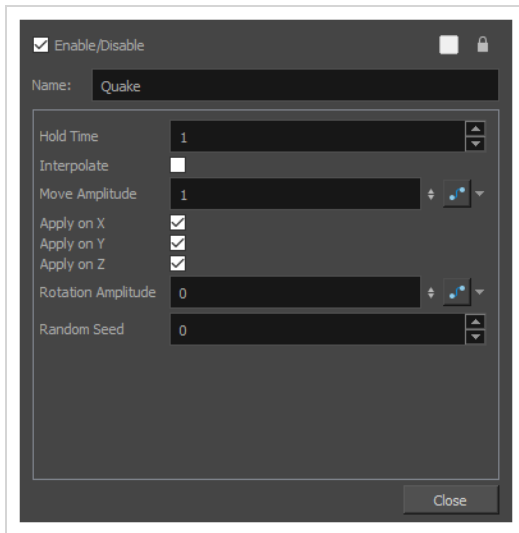 Enable/Disable
Name: Quake
Hold Time 1
Interpolate
Move Amplitude 1
Apply on X
Apply on Y
Apply on Z
Rotation Amplitude 0
Random Seed 0
Close